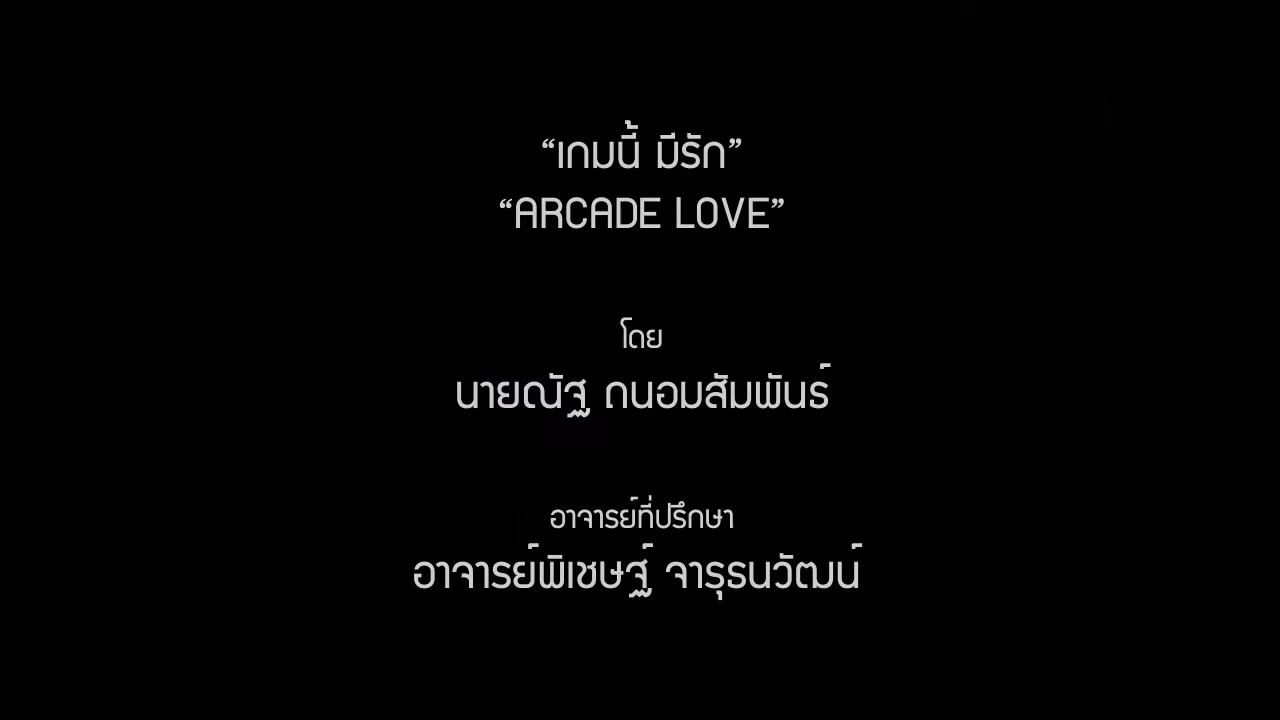 “เกมนี้ มีรัก”
“ARCADE LOVE”
โดย
นายณัฐ ถนอมสัมพันธ์
อาจารย์ที่ปรึกษา
อาจารย์พิเชษฐ์ จารุธนวัฒน์